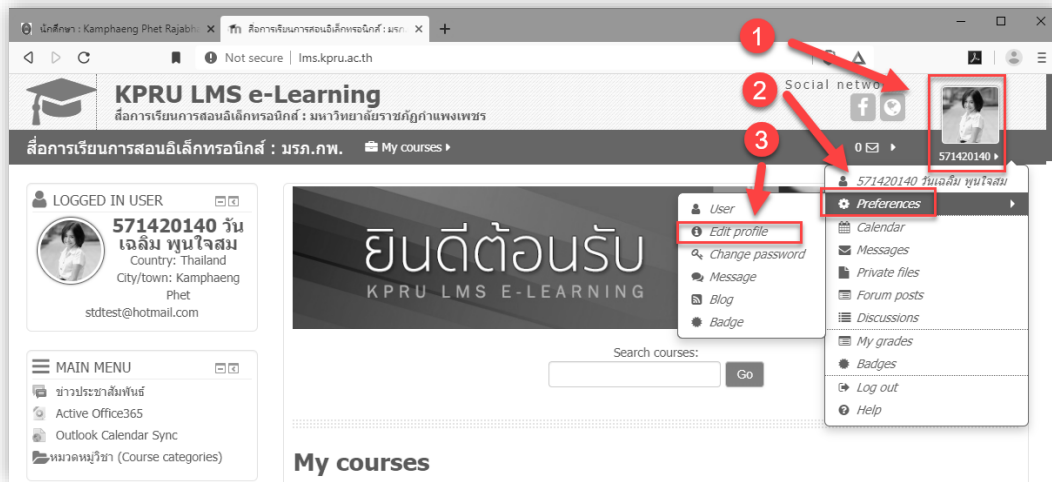 นักศึกษา : Kamphaeng Phet Rajabh
สื่อการเรียนการสอนอิเล็กทรอนิกส์ : มรภ.
Not secure | lms.kpru.ac.th
1
KPRU LMS e-Learning
สื่อการเรียนการสอนอิเล็กทรอนิกส์ : มหาวิทยาลัยราชภัฏกำแพงเพชร
Social netwo
2
สื่อการเรียนการสอนอิเล็กทรอนิกส์ : มรภ.กพ.
My courses
3
0
571420140
LOGGED IN USER
571420140 วัน
เฉลิม พูนใจสม
Country: Thailand
City/town: Kamphaeng
Phet
stdtest@hotmail.com
MAIN MENU
ข่าวประชาสัมพันธ์
Active Office365
Outlook Calendar Sync
หมวดหมู่วิชา (Course categories)
ยินดีต้อนรับ
KPRU LMS E-LEARNING
Search courses:
Go
My courses
User
Edit profile
Change password
Message
Blog
Badge
571420140 วันเฉลิม พูนใจสม
Preferences
Calendar
Messages
Private files
Forum posts
Discussions
My grades
Badges
Log out
Help